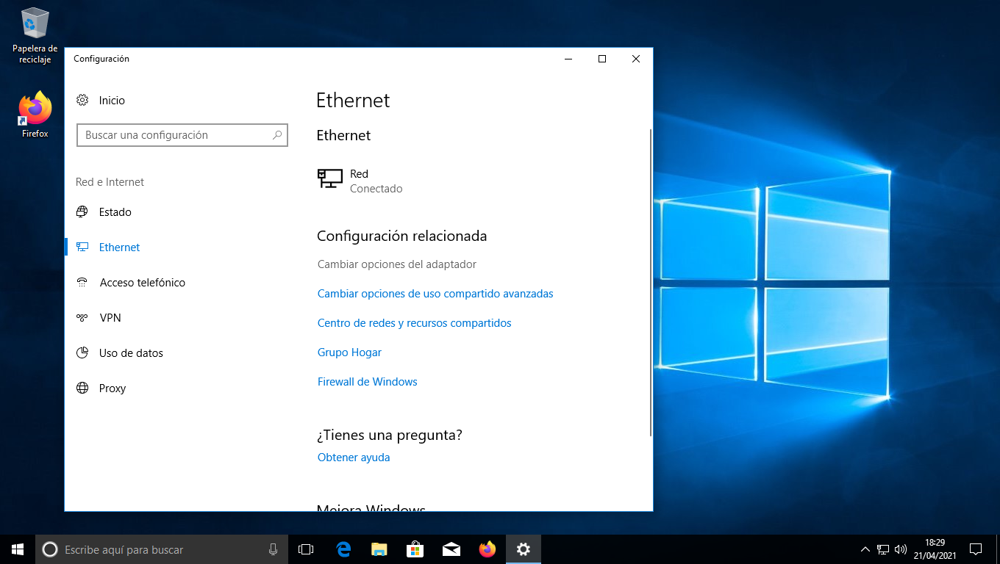 Papelera de
reciclaje
Firefox
Configuración
Inicio
Buscar una configuración
Red e Internet
Estado
Ethernet
Acceso telefónico
VPN
Uso de datos
Proxy
Ethernet
Ethernet
Red
Conectado
Configuración relacionada
Cambiar opciones del adaptador
Cambiar opciones de uso compartido avanzadas
Centro de redes y recursos compartidos
Grupo Hogar
Firewall de Windows
¿Tienes una pregunta?
Obtener ayuda
Mejora Windows
Escribe aquí para buscar
18:29
21/04/2021